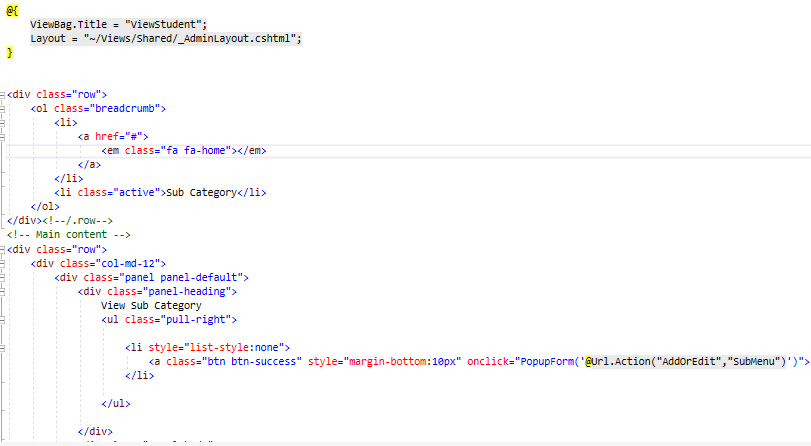 @{
    ViewBag.Title = "ViewStudent";
    Layout = "~/Views/Shared/_AdminLayout.cshtml";
}
<div class="row">
    <ol class="breadcrumb">
        <li>
            <a href="#">
                <em class="fa fa-home"></em>
            </a>
        </li>
        <li class="active">Sub Category</li>
    </ol>
</div><!--/.row-->
<!-- Main content -->
<div class="row">
    <div class="col-md-12">
        <div class="panel panel-default">
            <div class="panel-heading">
                View Sub Category
                <ul class="pull-right">
                    <li style="list-style:none">
                        <a class="btn btn-success" style="margin-bottom:10px" onclick="PopupForm('@Url.Action("AddOrEdit","SubMenu")')">
                    </li>
                </ul>
            </div>